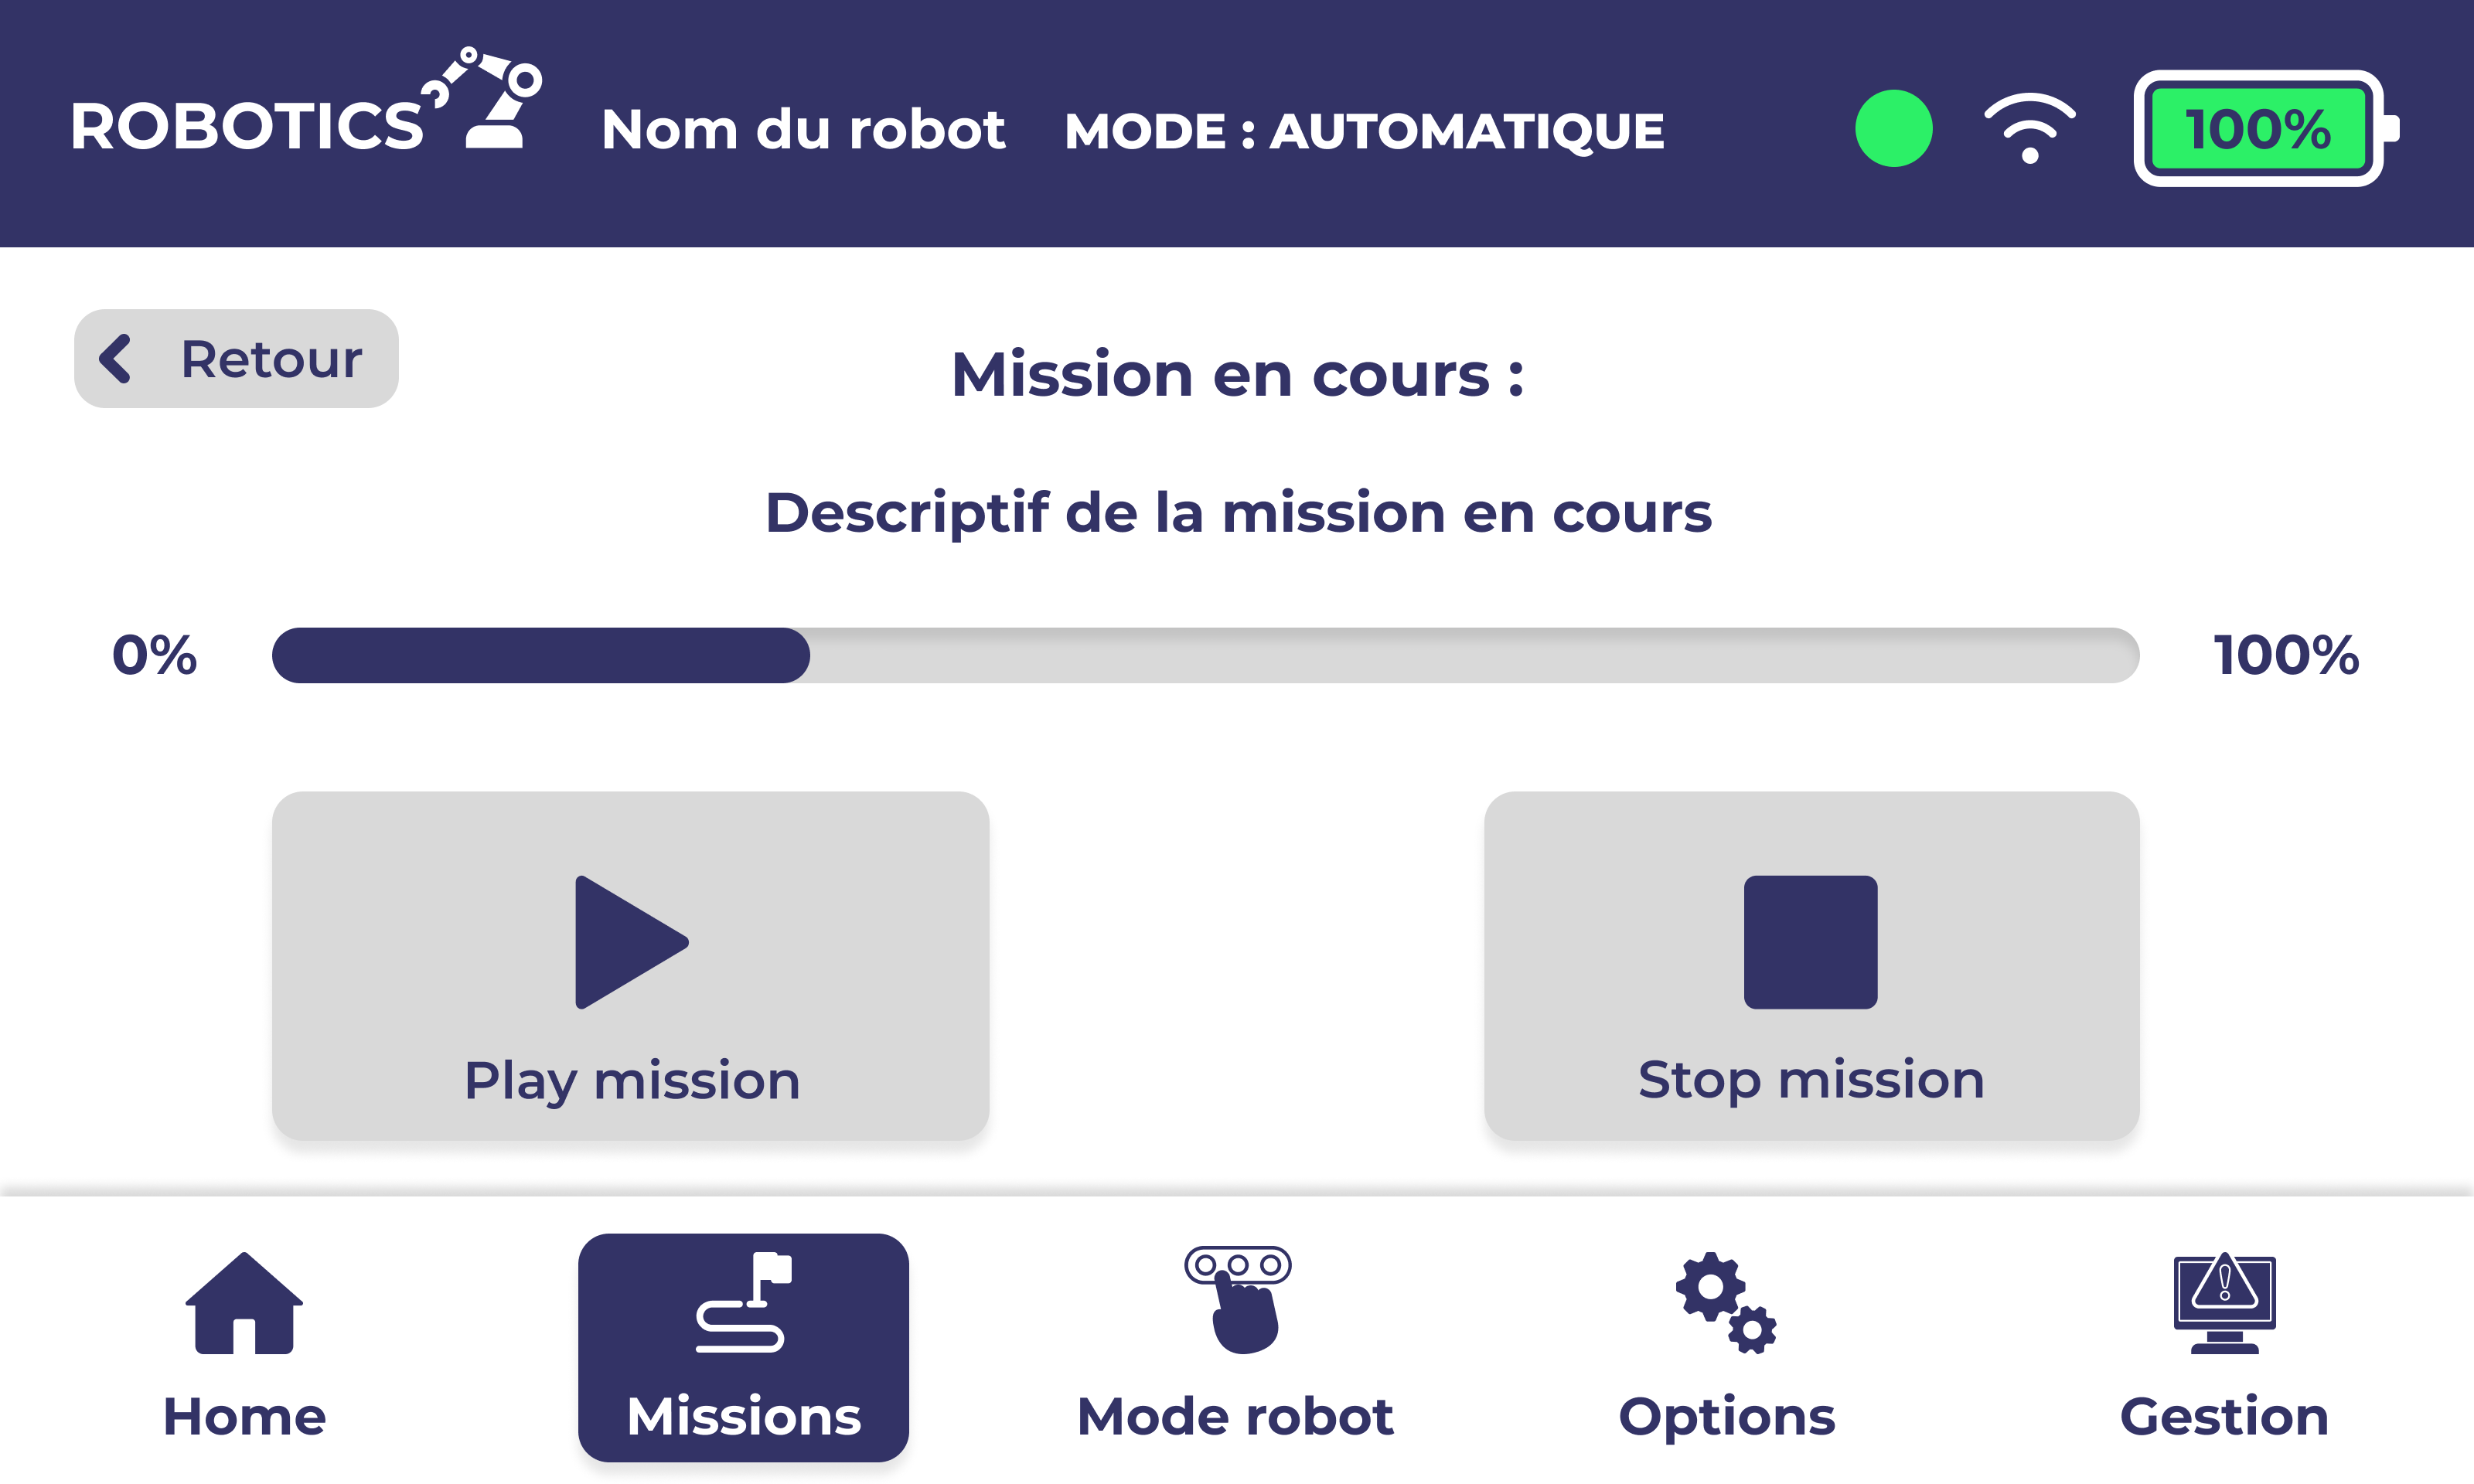 ROBOTICS
Nom du robot
MODE : AUTOMATIQUE
100%
Retour
Mission en cours :
Descriptif de la mission en cours
0%
100%
Play mission
Stop mission
Home
Missions
Mode robot
Options
Gestion